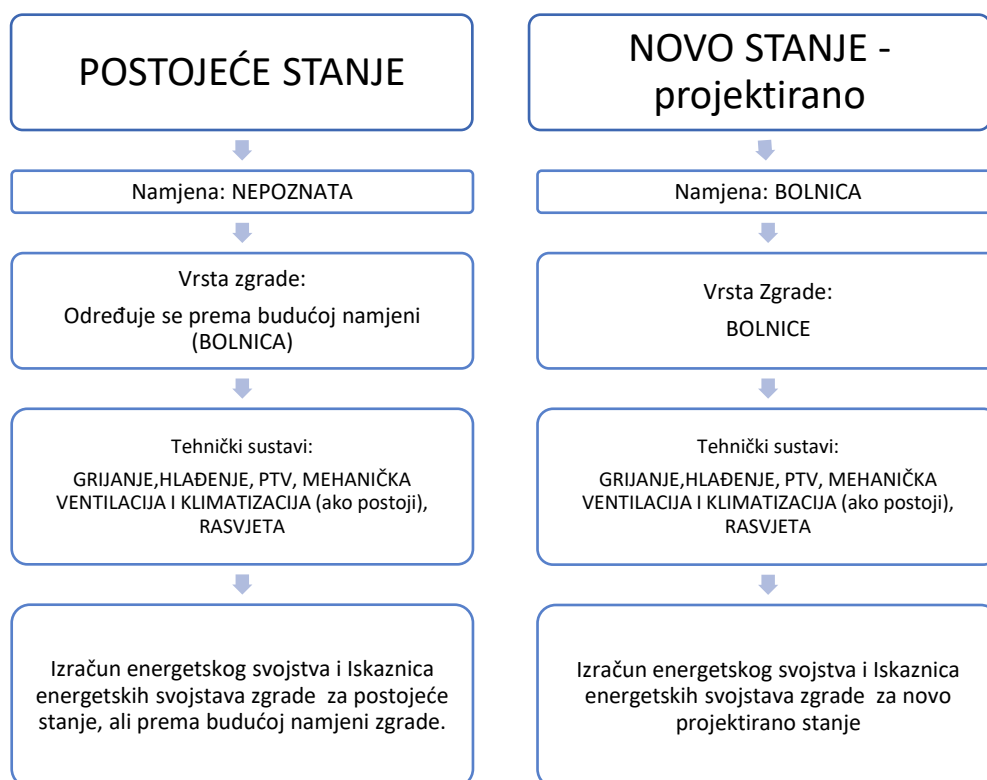 POSTOJEĆE STANJE
Namjena: NEPOZNATA
Vrsta zgrade:
Određuje se prema budućoj namjeni
(BOLNICA)
Tehnički sustavi:
GRIJANJE,HLAĐENJE, PTV, MEHANIČKA
VENTILACIJA I KLIMATIZACIJA (ako postoji),
RASVJETA
Izračun energetskog svojstva i Iskaznica
energetskih svojstava zgrade za postojeće
stanje, ali prema budućoj namjeni zgrade.
NOVO STANJE -
projektirano
Namjena: BOLNICA
Vrsta Zgrade:
BOLNICE
Tehnički sustavi:
GRIJANJE,HLAĐENJE, PTV, MEHANIČKA
VENTILACIJA I KLIMATIZACIJA (ako postoji),
RASVJETA
Izračun energetskog svojstva i Iskaznica
energetskih svojstava zgrade za novo
projektirano stanje